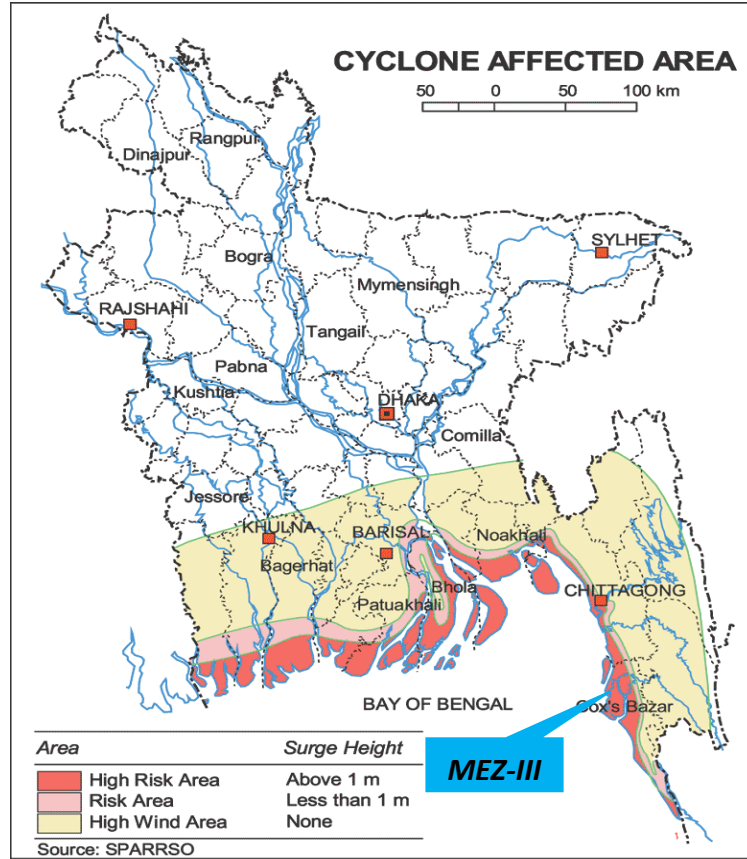 CYCLONE AFFECTED AREA
50 0 50 100 km
Rangpur
Dinajpur
SYLHET
Bogra
Mymensingh
RAJSHAHI
Tangail
Pabna
Kushtia
DHAKA
Comilla
Jessore
KHULNA
BARISAL
Noakhali
Bagerhat
Bhola
CHITTAGONG
Patuakhali
BAY OF BENGAL
Cox's Bazar
Area Surge Height
MEZ-III
High Risk Area Above 1 m
Risk Area Less than 1 m
High Wind Area None
Source: SPARRSO